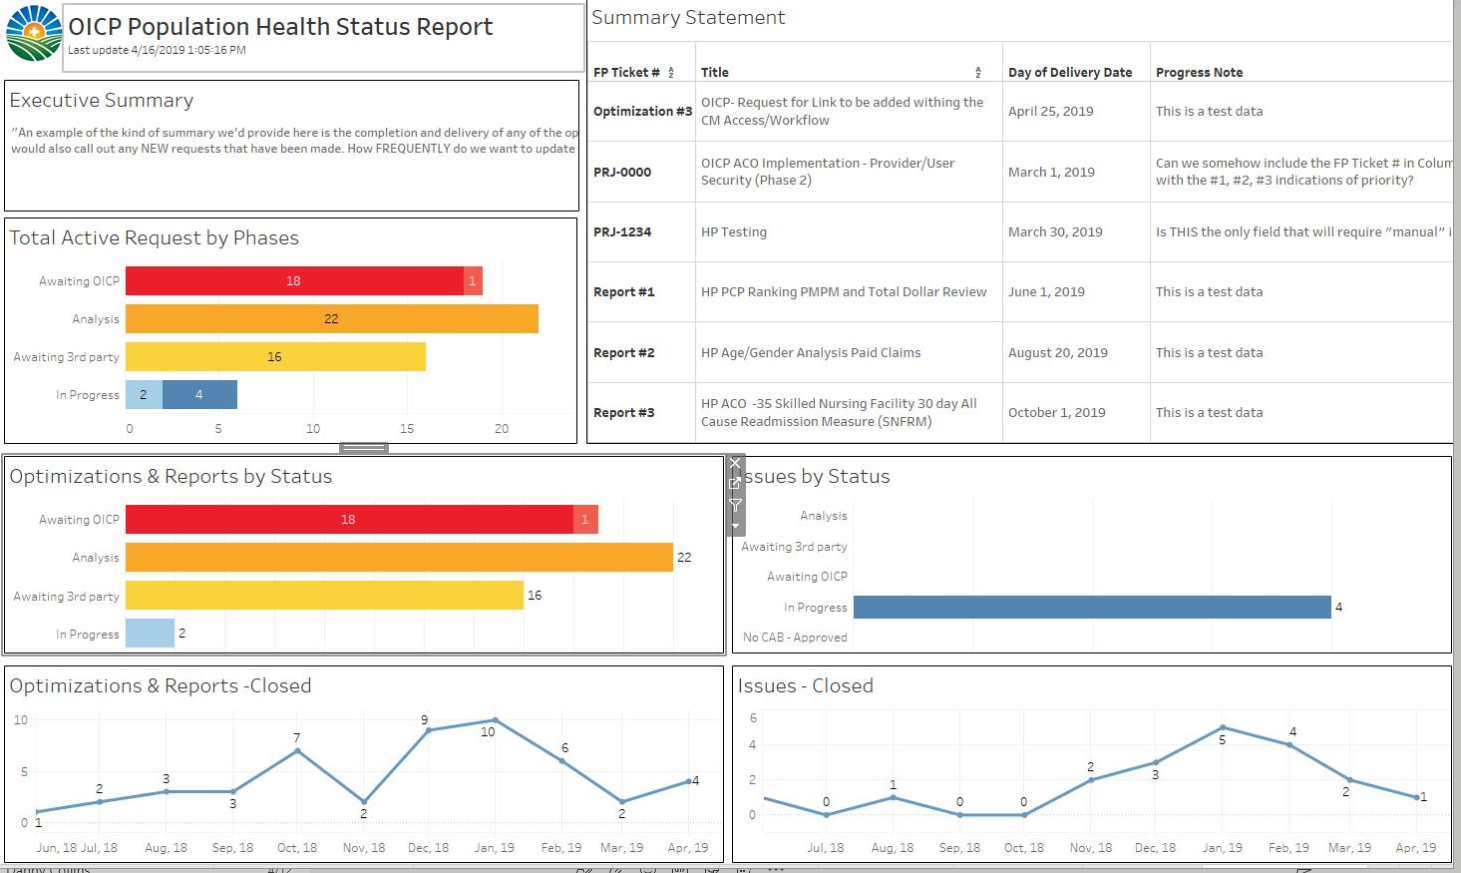 OICP Population Health Status Report
Last update 4/16/2019 1:05:16 PM
Executive Summary
"An example of the kind of summary we'd provide here is the completion and delivery of any of the op
would also call out any NEW requests that have been made. How FREQUENTLY do we want to update
Total Active Request by Phases
Awaiting OICP 18 1
Analysis 22
Awaiting 3rd party 16
In Progress 2 4
0 5 10 15 20
Summary Statement
FP Ticket # Title Day of Delivery Date Progress Note
Optimization #3 OICP- Request for Link to be added withing the April 25, 2019 This is a test data
CM Access/Workflow
PRJ-0000 OICP ACO Implementation - Provider/User March 1, 2019 Can we somehow include the FP Ticket # in Colum
Security (Phase 2) with the #1, #2, #3 indications of priority?
PRJ-1234 HP Testing March 30, 2019 Is THIS the only field that will require "manual" i
Report #1 HP PCP Ranking PMPM and Total Dollar Review June 1, 2019 This is a test data
Report #2 HP Age/Gender Analysis Paid Claims August 20, 2019 This is a test data
Report #3 HP ACO -35 Skilled Nursing Facility 30 day All October 1, 2019 This is a test data
Cause Readmission Measure (SNFRM)
Optimizations & Reports by Status
Awaiting OICP 18 1
Analysis 22
Awaiting 3rd party 16
In Progress 2
ssues by Status
Analysis
Awaiting 3rd party
Awaiting OICP
In Progress 4
No CAB - Approved
Optimizations & Reports -Closed
10
5
0
1 2 3 3 7 2 9 10 6 2 4
Jun, 18 Jul, 18 Aug, 18 Sep, 18 Oct, 18 Nov, 18 Dec, 18 Jan, 19 Feb, 19 Mar, 19 Apr, 19
Issues - Closed
6
4
2
0
0 1 0 0 2 3 5 4 2 1
Jul, 18 Aug, 18 Sep, 18 Oct, 18 Nov, 18 Dec, 18 Jan, 19 Feb, 19 Mar, 19 Apr, 19